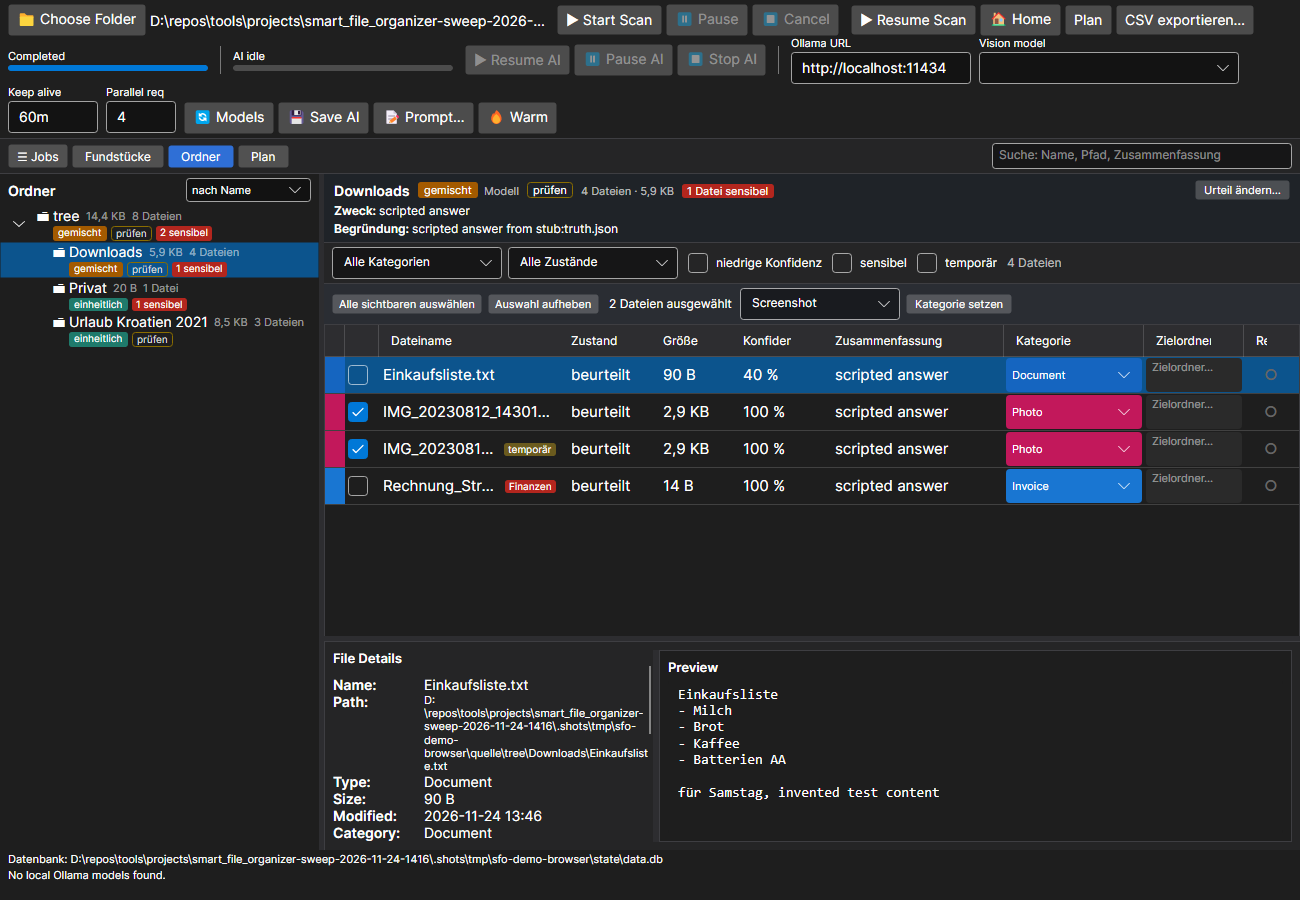 Choose Folder D:\repos\tools\projects\smart_file_organizer-sweep-2026-... Start Scan Pause Cancel Resume Scan Home Plan CSV exportieren...
Completed AI idle Resume AI Pause AI Stop AI Ollama URL Vision model
http://localhost:11434
Keep alive Parallel req
60m 4 Models Save AI Prompt... Warm
Jobs Fundstücke Ordner Plan Suche: Name, Pfad, Zusammenfassung
Ordner nach Name
tree 14,4 KB 8 Dateien
gemischt prüfen 2 sensibel
Downloads 5,9 KB 4 Dateien
gemischt prüfen 1 sensibel
Privat 20 B 1 Datei
einheitlich 1 sensibel
Urlaub Kroatien 2021 8,5 KB 3 Dateien
einheitlich prüfen
Downloads gemischt Modell prüfen 4 Dateien · 5,9 KB 1 Datei sensibel Urteil ändern...
Zweck: scripted answer
Begründung: scripted answer from stub:truth.json
Alle Kategorien Alle Zustände niedrige Konfidenz sensibel temporär 4 Dateien
Alle sichtbaren auswählen Auswahl aufheben 2 Dateien ausgewählt Screenshot Kategorie setzen
Dateiname Zustand Größe Konfider Zusammenfassung Kategorie Zielordner Re
Einkaufsliste.txt beurteilt 90 B 40 % scripted answer Document Zielordner...
IMG_20230812_14301... beurteilt 2,9 KB 100 % scripted answer Photo Zielordner...
IMG_2023081... temporär beurteilt 2,9 KB 100 % scripted answer Photo Zielordner...
Rechnung_Str... Finanzen beurteilt 14 B 100 % scripted answer Invoice Zielordner...
File Details
Name: Einkaufsliste.txt
Path: D:
\repos\tools\projects\smart_file_organizer-
sweep-2026-11-24-1416\.shots\tmp\sfo-
demo-
browser\quelle\tree\Downloads\Einkaufslist
e.txt
Type: Document
Size: 90 B
Modified: 2026-11-24 13:46
Category: Document
Preview
Einkaufsliste
- Milch
- Brot
- Kaffee
- Batterien AA
für Samstag, invented test content
Datenbank: D:\repos\tools\projects\smart_file_organizer-sweep-2026-11-24-1416\.shots\tmp\sfo-demo-browser\state\data.db
No local Ollama models found.